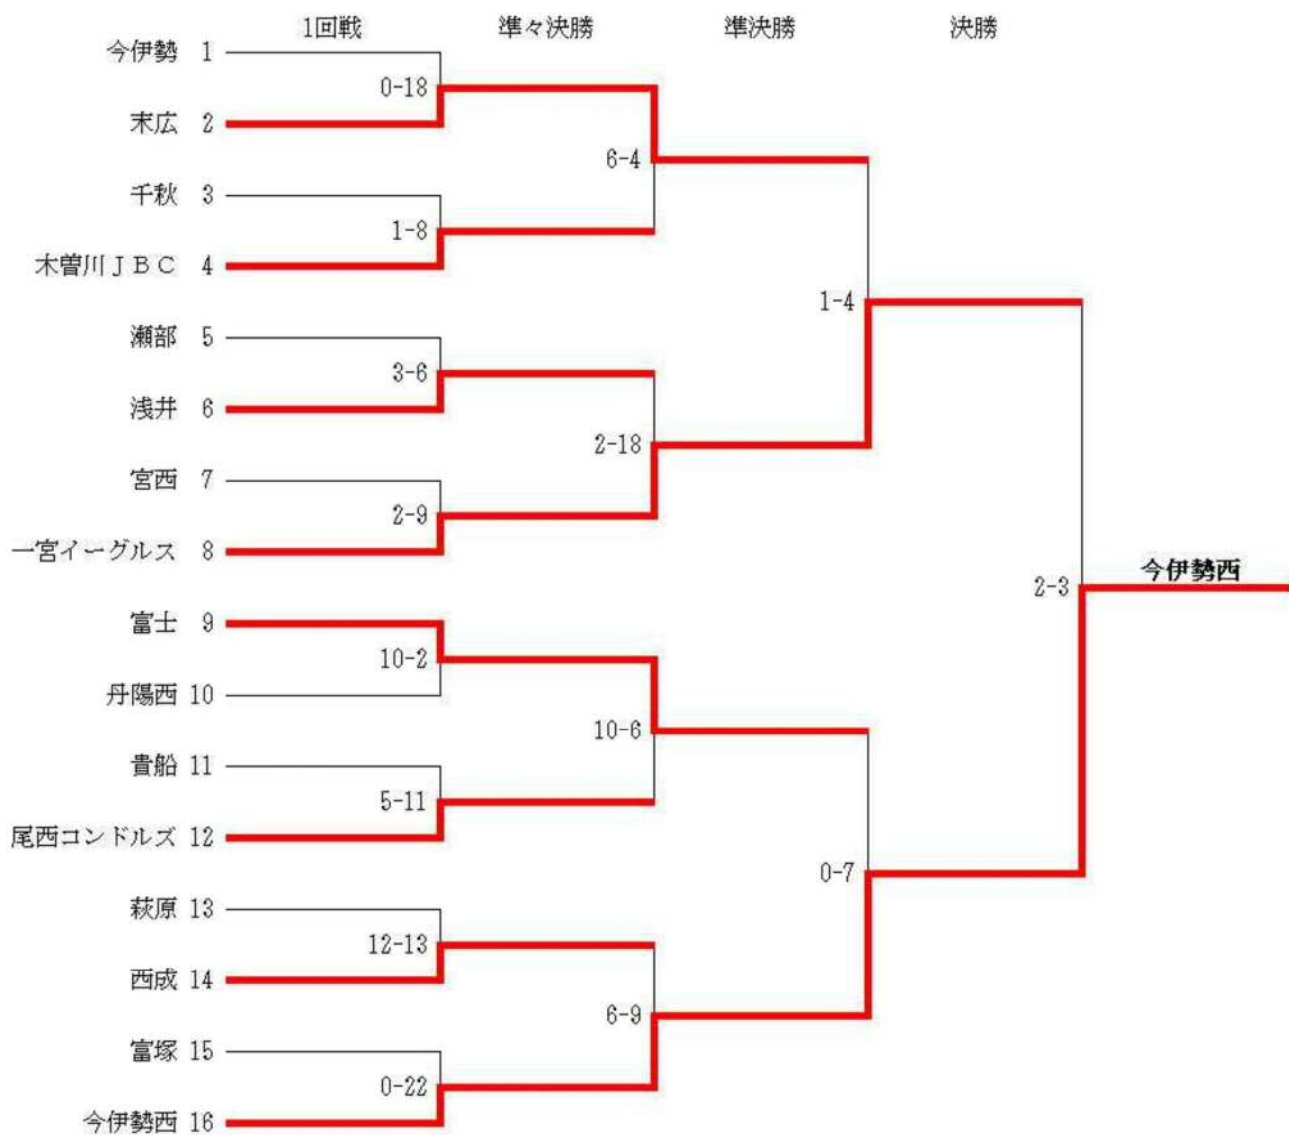 1回戦 準々決勝 準決勝 決勝
今伊勢 1
0-18
末広 2
6-4
千秋 3
1-8
木曽川ＪＢＣ 4
1-4
瀬部 5
3-6
浅井 6
2-18
宮西 7
2-9
一宮イーグルス 8
今伊勢西
2-3
富士 9
10-2
丹陽西 10
10-6
貴船 11
5-11
尾西コンドルズ 12
0-7
萩原 13
12-13
西成 14
6-9
富塚 15
0-22
今伊勢西 16